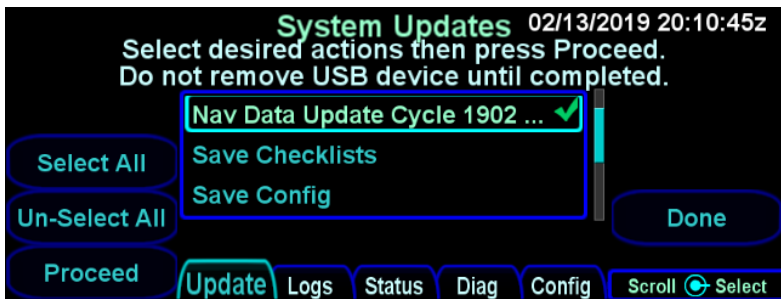 System Updates 02/13/2019 20:10:45z
Select desired actions then press Proceed.
Do not remove USB device until completed.
Nav Data Update Cycle 1902 ...
Save Checklists
Save Config
Select All
Un-Select All
Proceed
Done
Update Logs Status Diag Config Scroll Select